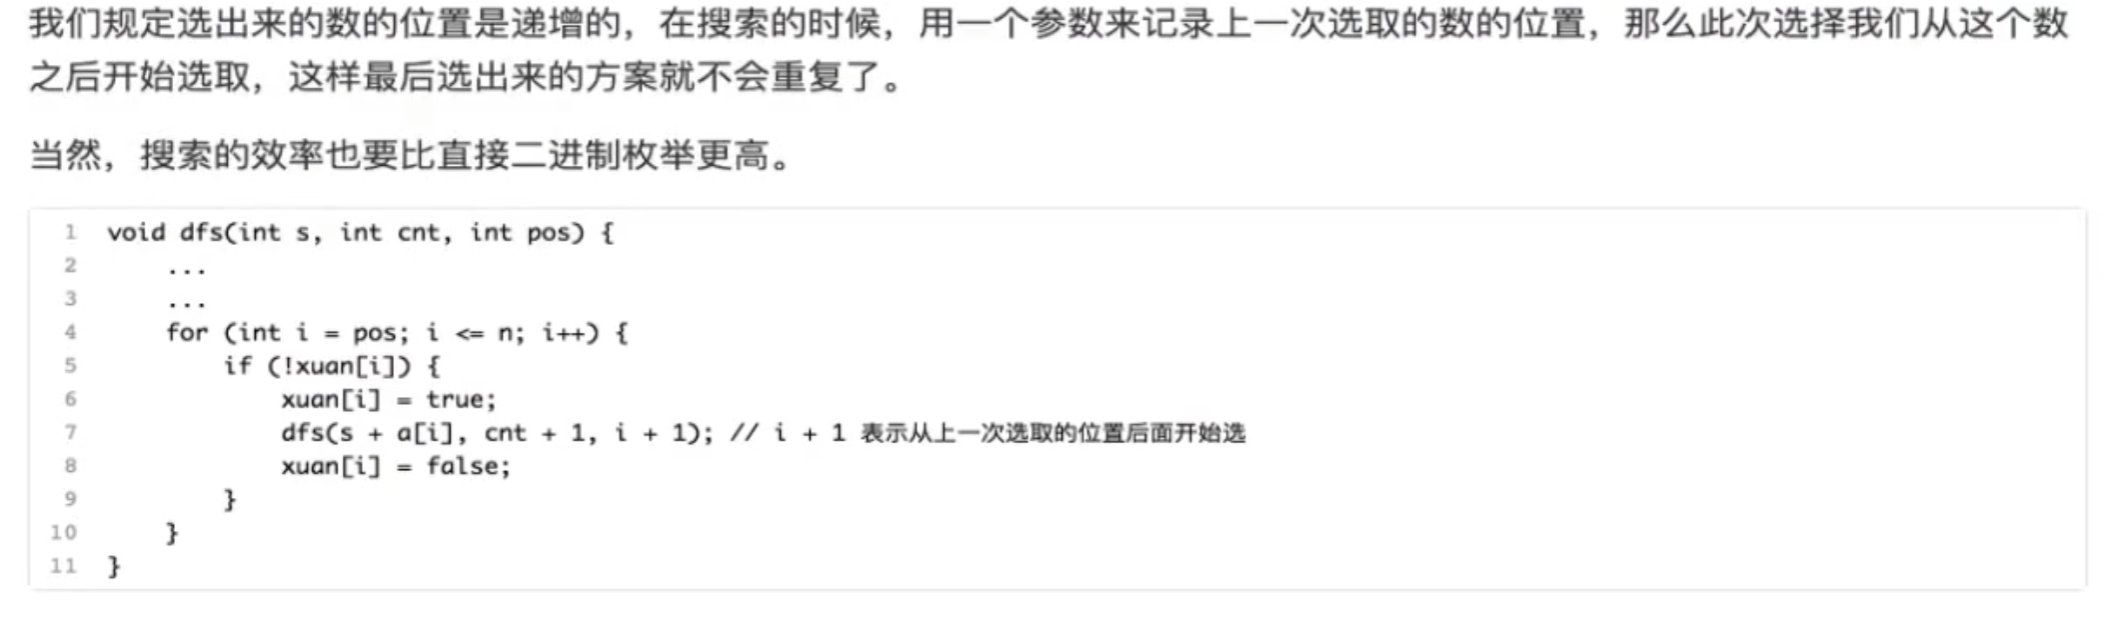 我们规定选出来的数的位置是递增的，在搜索的时候，用一个参数来记录上一次选取的数的位置，那么此次选择我们从这个数
之后开始选取，这样最后选出来的方案就不会重复了。
当然，搜索的效率也要比直接二进制枚举更高。
1 void dfs(int s, int cnt, int pos) {
2     ...
3     ...
4     for (int i = pos; i <= n; i++) {
5         if (!xuan[i]) {
6             xuan[i] = true;
7             dfs(s + a[i], cnt + 1, i + 1); // i + 1 表示从上一次选取的位置后面开始选
8             xuan[i] = false;
9         }
10     }
11 }